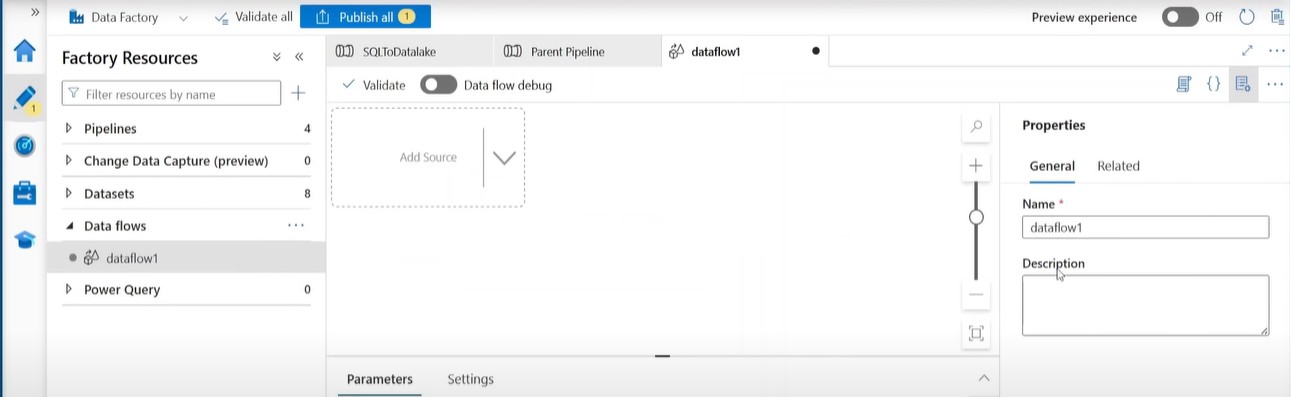 Data Factory
Validate all
Publish all 1
Preview experience
Off
1
Factory Resources
Filter resources by name
Pipelines 4
Change Data Capture (preview) 0
Datasets 8
Data flows
dataflow1
Power Query 0
SQLToDatalake
Parent Pipeline
dataflow1
Validate
Data flow debug
Add Source
Parameters
Settings
Properties
General
Related
Name *
dataflow1
Description